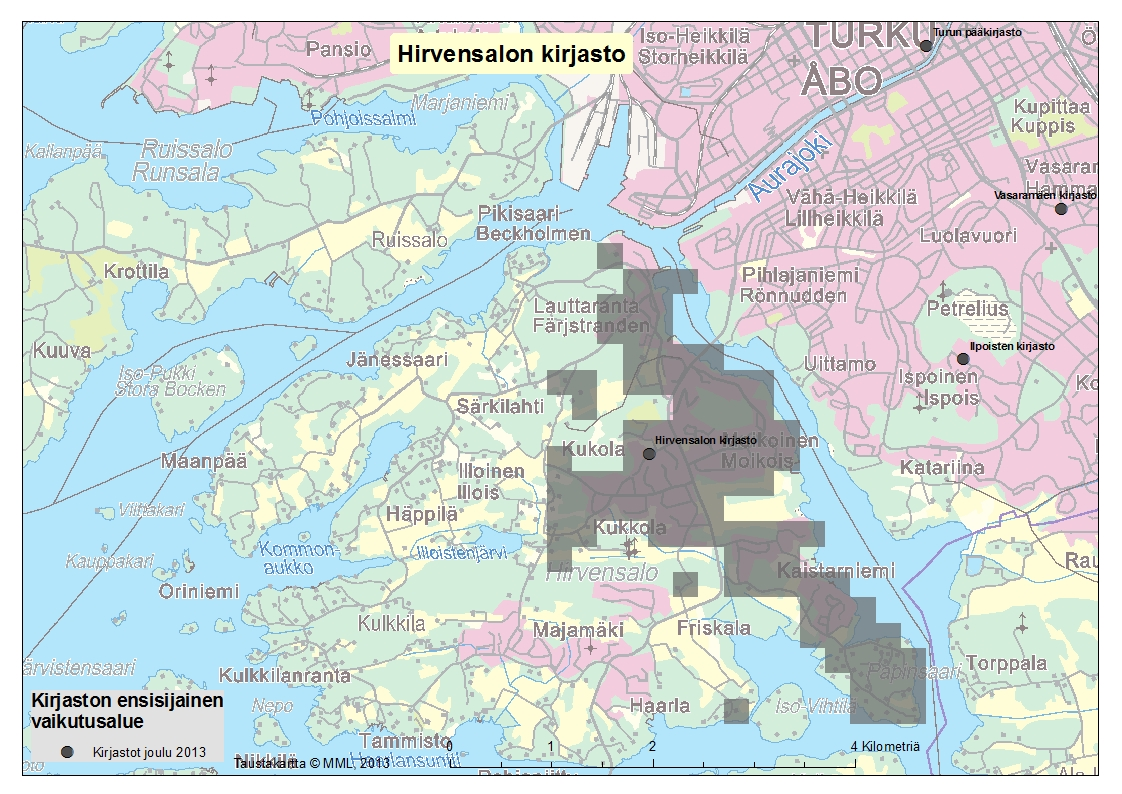 TURKU
Turun pääkirjasto
Pansio
Hirvensalon kirjasto
Iso-Heikkilä
Storheikkilä
ÅBO
Marjaniemi
Pohjoissalmi
Kupittaa
Kuppis
Kallanpää
Ruissalo
Runsala
Aurajoki
Vasaramäen kirjasto
Vähä-Heikkilä
Lillheikkilä
Pikisaari
Beckholmen
Ruissalo
Luolavuori
Krottila
Pihlajaniemi
Rönnudden
Lauttaranta
Färjstranden
Petrelius
Kuuva
Jänessaari
Ilpoisten kirjasto
Uittamo
Iso-Pukki
Stors Bocken
Ispoinen
Ispois
Särkilahti
Hirvensalon kirjasto
Kukola
Moikoinen
Moikois
Maanpää
Illoinen
Illois
Katariina
Viittakari
Häppilä
Kukkola
Kommon-
aukko
Illoistenjärvi
Kauppakari
Hirvensalo
Kaistarniemi
Oriniemi
Kulkkila
Majamäki
Friskala
Torppala
Papinsaari
Kulkkilanranta
Kirjaston ensisijainen
vaikutusalue
Nepo
Haarla
Iso-Vihtilä
Kirjastot joulu 2013
Tammisto
0 1 2 4 Kilometriä
Taustakartta © MML, 2013